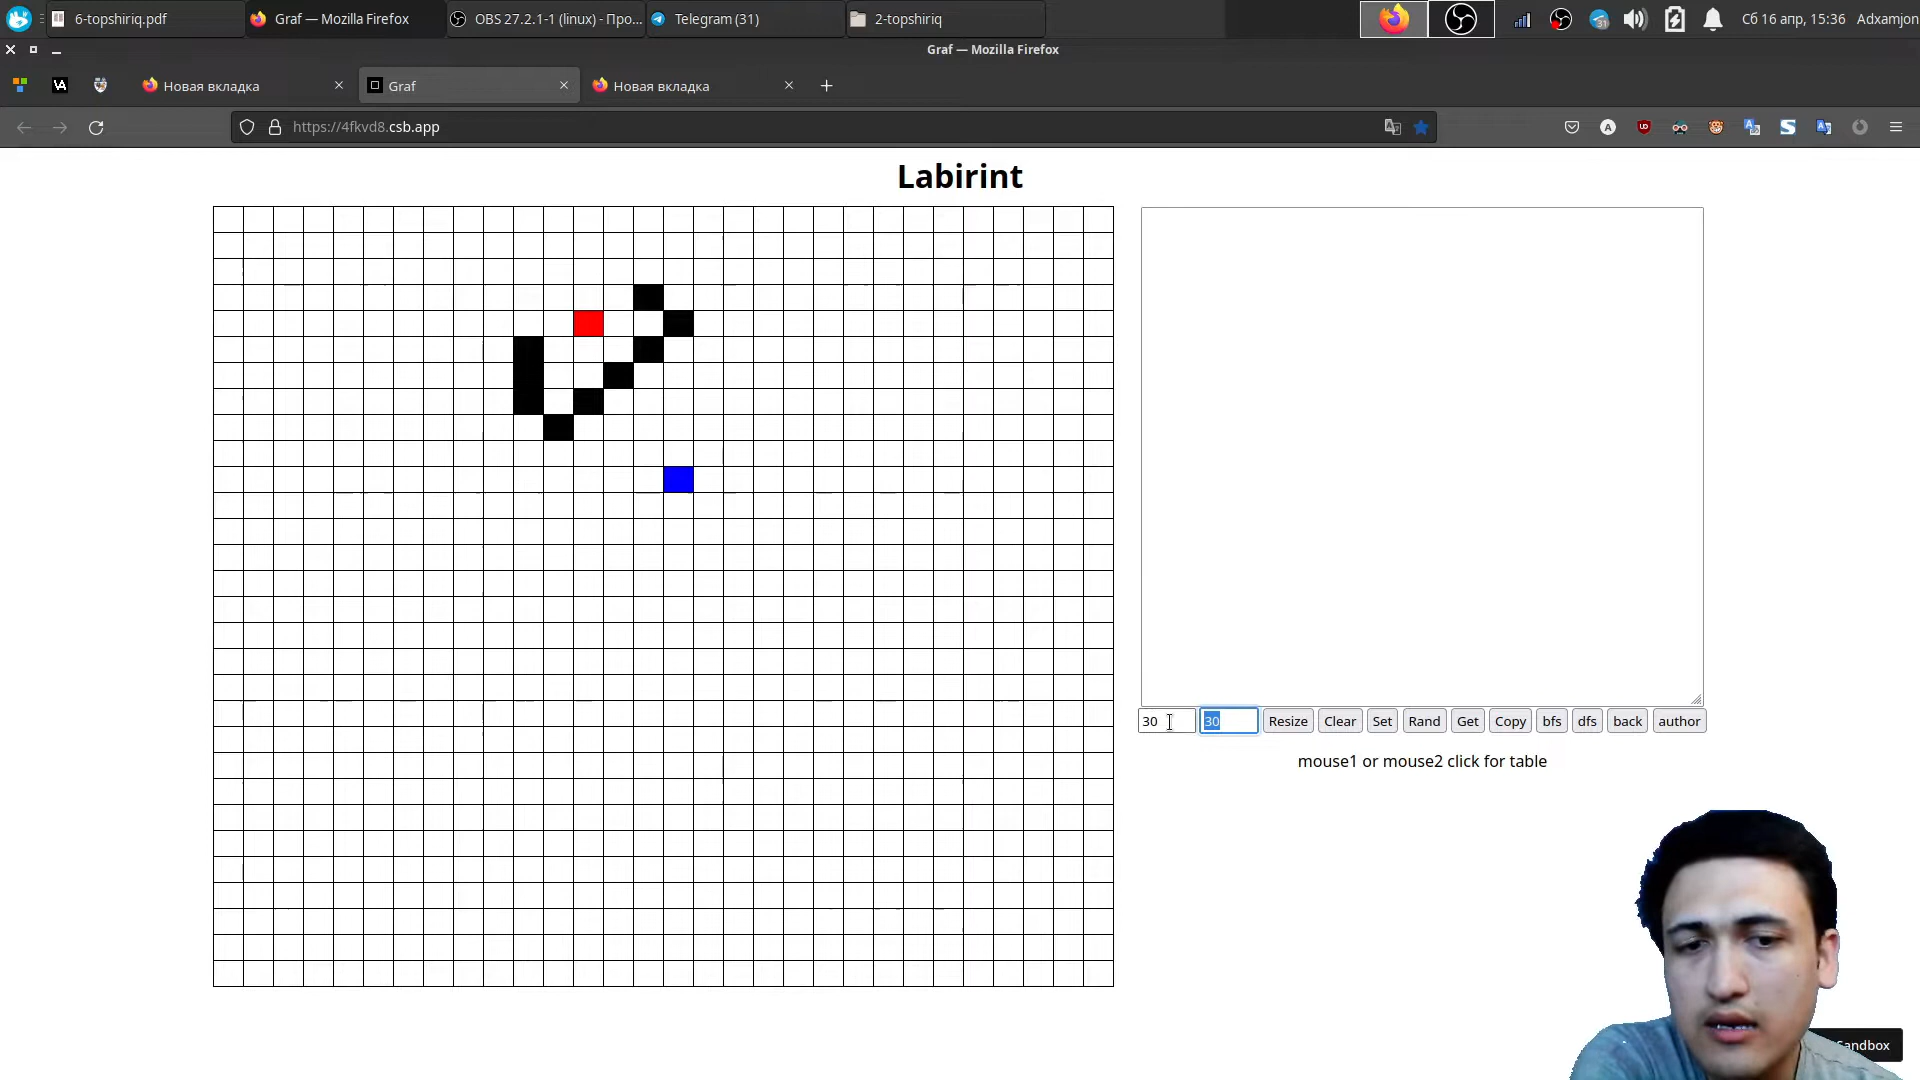 6-topshiriq.pdf
Graf — Mozilla Firefox
OBS 27.2.1-1 (linux) - Про...
Telegram (31)
2-topshiriq
31
Сб 16 апр, 15:36
Adxamjon
Graf — Mozilla Firefox
Новая вкладка
Graf
Новая вкладка
https://4fkvd8.csb.app
Labirint
30
30
Resize
Clear
Set
Rand
Get
Copy
bfs
dfs
back
author
mouse1 or mouse2 click for table
Sandbox